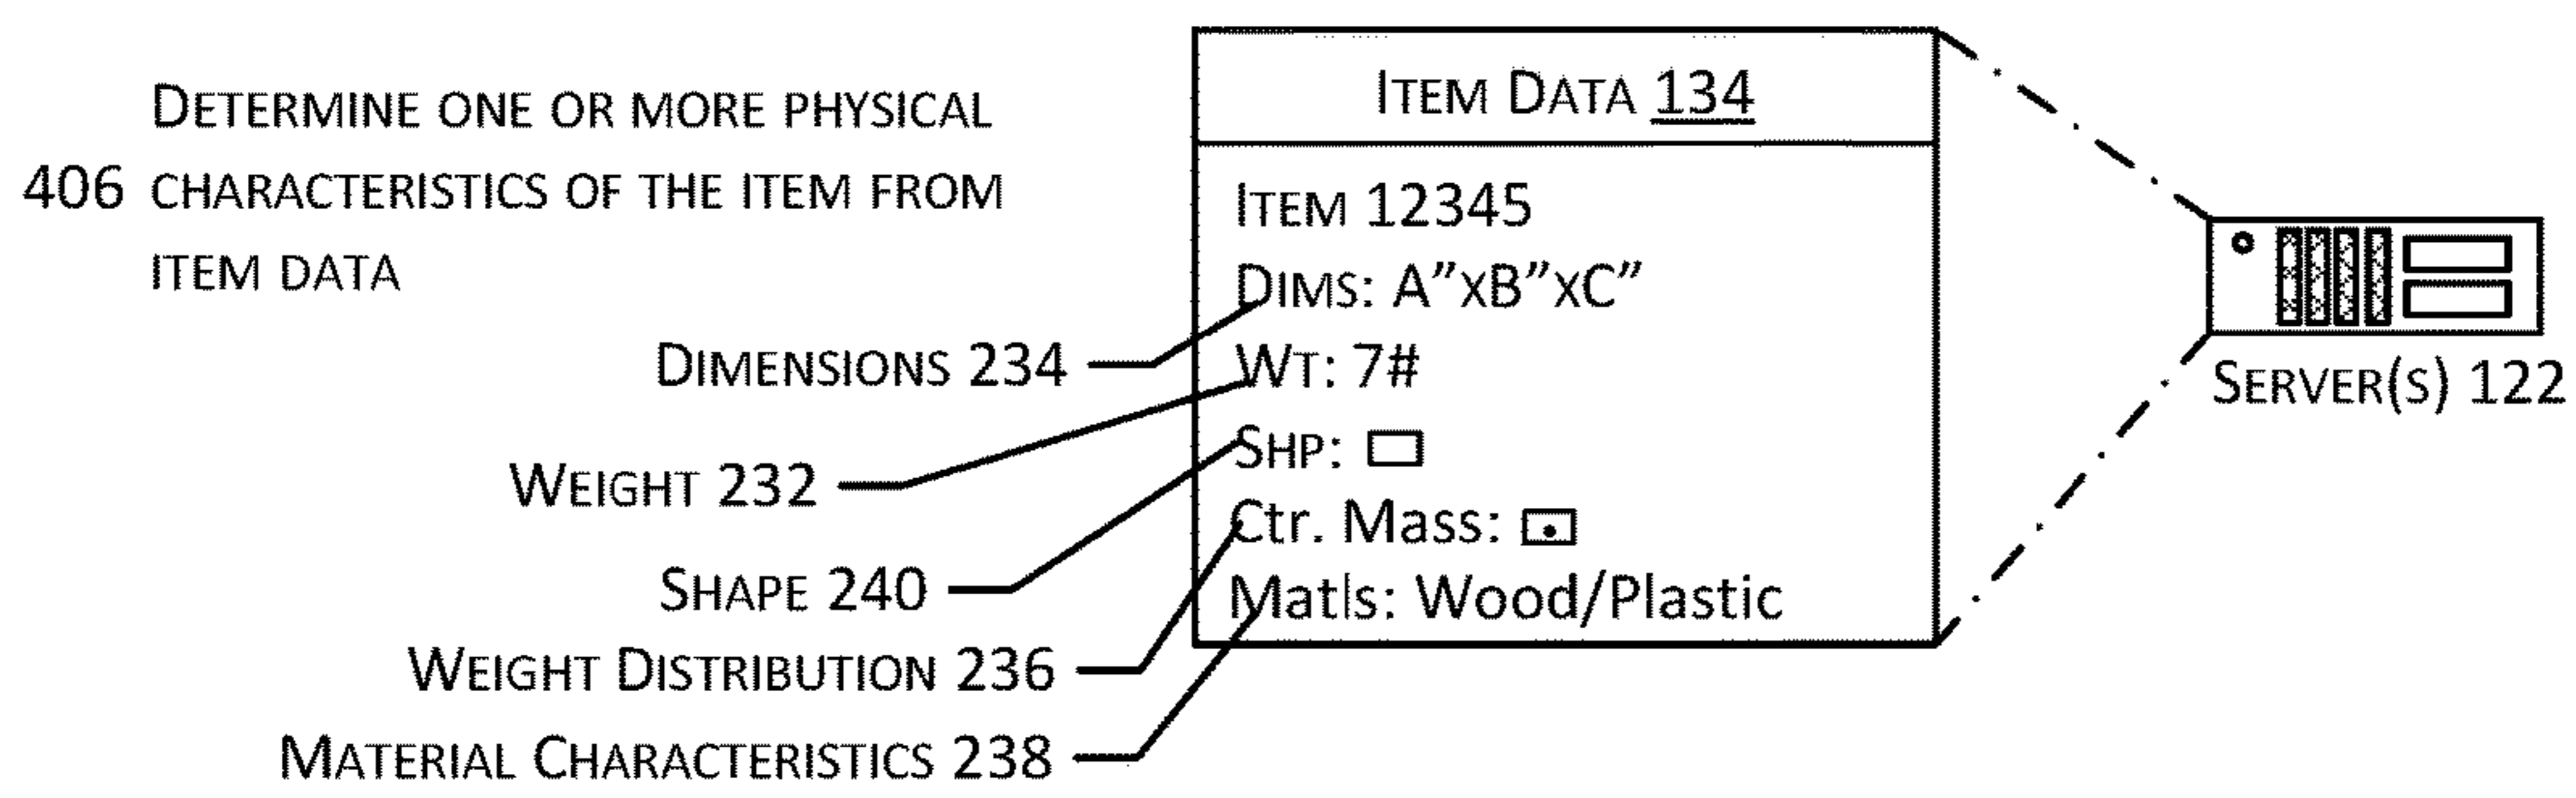 DETERMINE ONE OR MORE PHYSICAL
406 CHARACTERISTICS OF THE ITEM FROM
ITEM DATA
ITEM DATA 134
ITEM 12345
DIMS: A”XB”XC”
WT: 7#
SHP:
Ctr. Mass:
Matls: Wood/Plastic
DIMENSIONS 234
WEIGHT 232
SHAPE 240
WEIGHT DISTRIBUTION 236
MATERIAL CHARACTERISTICS 238
SERVER(S) 122